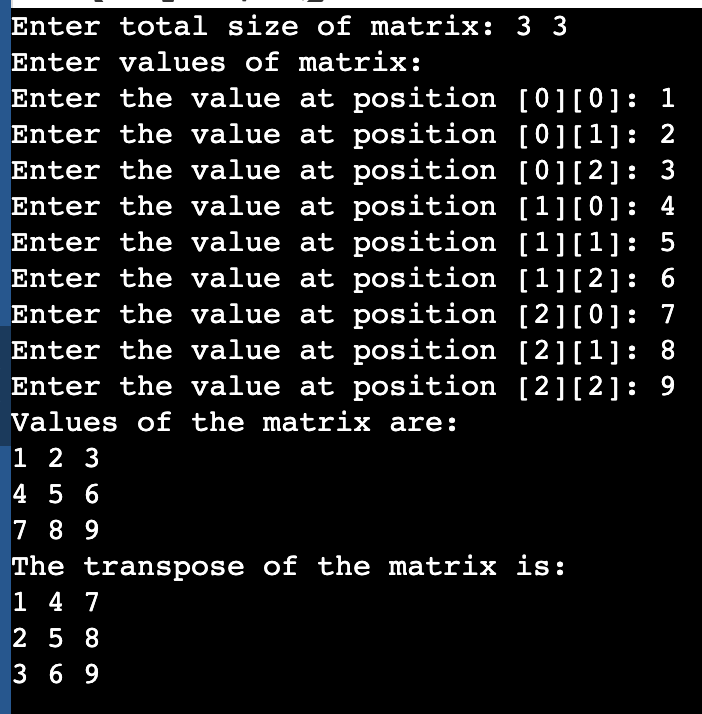 Enter total size of matrix: 3 3
Enter values of matrix:
Enter the value at position [0][0]: 1
Enter the value at position [0][1]: 2
Enter the value at position [0][2]: 3
Enter the value at position [1][0]: 4
Enter the value at position [1][1]: 5
Enter the value at position [1][2]: 6
Enter the value at position [2][0]: 7
Enter the value at position [2][1]: 8
Enter the value at position [2][2]: 9
Values of the matrix are:
1 2 3
4 5 6
7 8 9
The transpose of the matrix is:
1 4 7
2 5 8
3 6 9